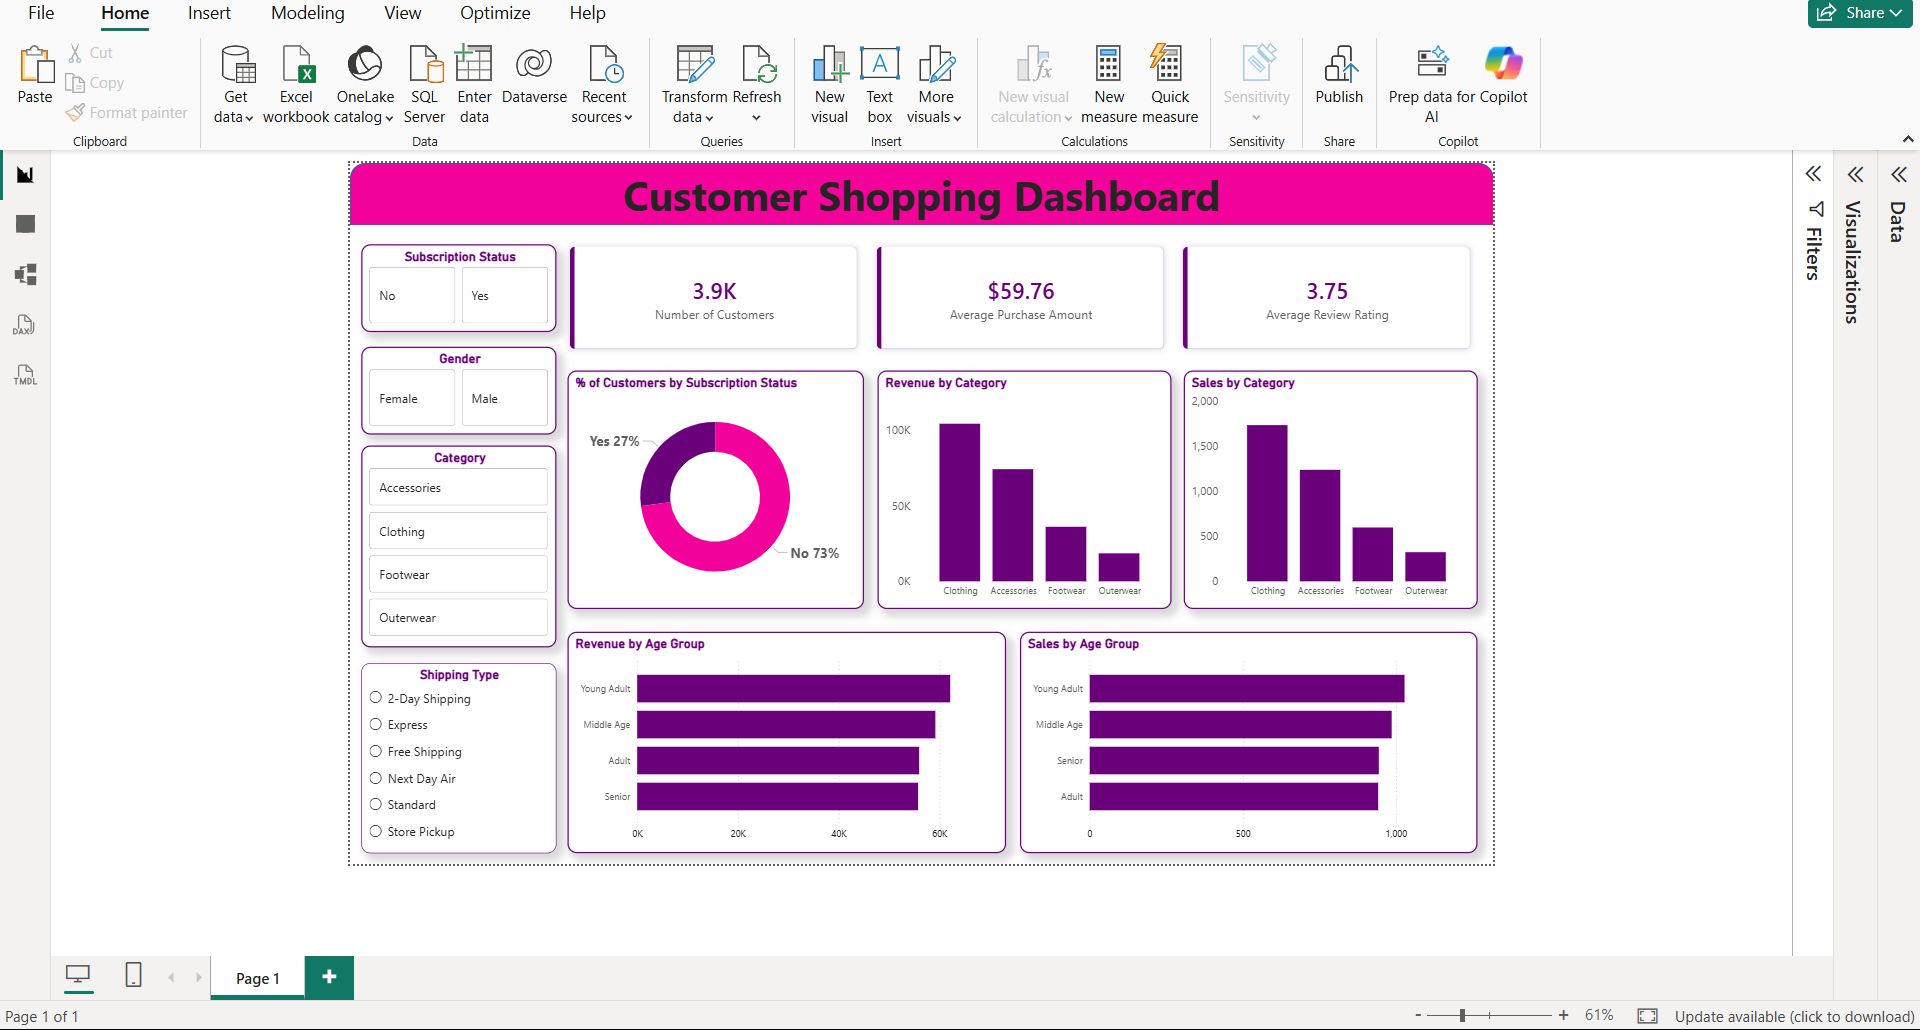 File Home Insert Modeling View Optimize Help
Share
Paste
Cut
Copy
Format painter
Clipboard
Get data
Excel workbook
OneLake catalog
SQL Server
Enter data
Dataverse
Recent sources
Data
Transform data
Refresh
Queries
New visual
Text box
More visuals
Insert
New visual calculation
New measure
Quick measure
Calculations
Sensitivity
Sensitivity
Publish
Share
Prep data for AI
Copilot
Copilot
DAX
TMDL
Customer Shopping Dashboard
Subscription Status
No Yes
Gender
Female Male
Category
Accessories
Clothing
Footwear
Outerwear
Shipping Type
2-Day Shipping
Express
Free Shipping
Next Day Air
Standard
Store Pickup
3.9K
Number of Customers
$59.76
Average Purchase Amount
3.75
Average Review Rating
% of Customers by Subscription Status
Yes 27%
No 73%
Revenue by Category
100K
50K
0K
Clothing Accessories Footwear Outerwear
Sales by Category
2,000
1,500
1,000
500
0
Clothing Accessories Footwear Outerwear
Revenue by Age Group
Young Adult
Middle Age
Adult
Senior
0K 20K 40K 60K
Sales by Age Group
Young Adult
Middle Age
Senior
Adult
0 500 1,000
Filters
Visualizations
Data
Page 1
Page 1 of 1
- + 61%
Update available (click to download)